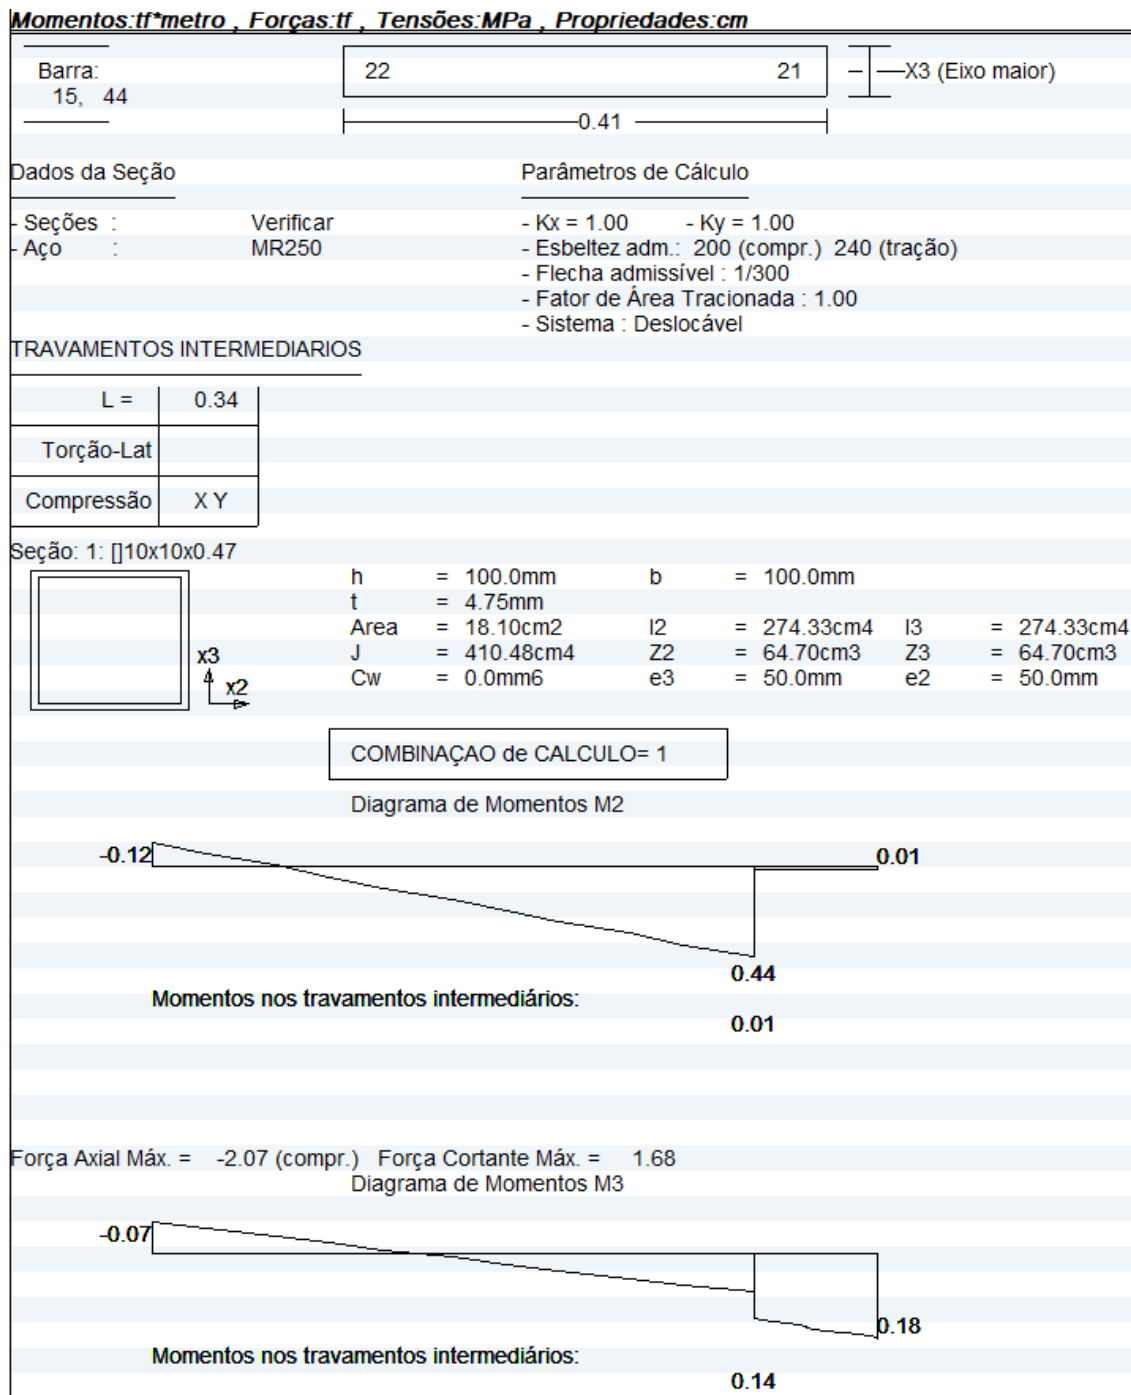 Momentos:tf*metro , Forças:tf , Tensões:MPa , Propriedades:cm
Barra: 22 21 X3 (Eixo maior)
15, 44
0.41
Dados da Seção Parâmetros de Cálculo
- Seções : Verificar - Kx = 1.00 - Ky = 1.00
- Aço : MR250 - Esbeltez adm.: 200 (compr.) 240 (tração)
- Flecha admissível : 1/300
- Fator de Área Tracionada : 1.00
- Sistema : Deslocável
TRAVAMENTOS INTERMEDIARIOS
L = 0.34
Torção-Lat
Compressão X Y
Seção: 1: []10x10x0.47
h = 100.0mm b = 100.0mm
t = 4.75mm
Area = 18.10cm2 I2 = 274.33cm4 I3 = 274.33cm4
x3 J = 410.48cm4 Z2 = 64.70cm3 Z3 = 64.70cm3
x2 Cw = 0.0mm6 e3 = 50.0mm e2 = 50.0mm
COMBINAÇAO de CALCULO= 1
Diagrama de Momentos M2
-0.12 0.01
0.44
Momentos nos travamentos intermediários:
0.01
Força Axial Máx. = -2.07 (compr.) Força Cortante Máx. = 1.68
Diagrama de Momentos M3
-0.07
0.18
Momentos nos travamentos intermediários:
0.14